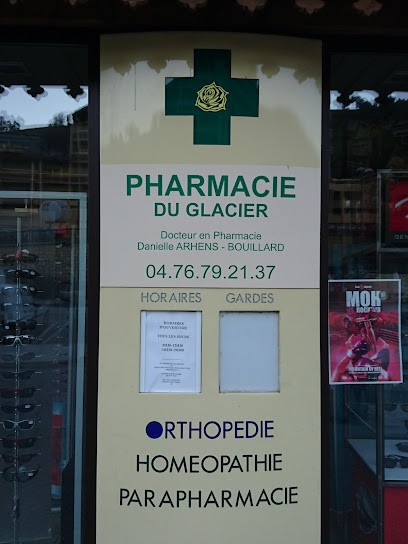 PHARMACIE
DU GLACIER
Docteur en Pharmacie
Danielle ARHENS - BOUILLARD
04.76.79.21.37
HORAIRES GARDES
ORTHOPEDIE
HOMEOPATHIE
PARAPHARMACIE